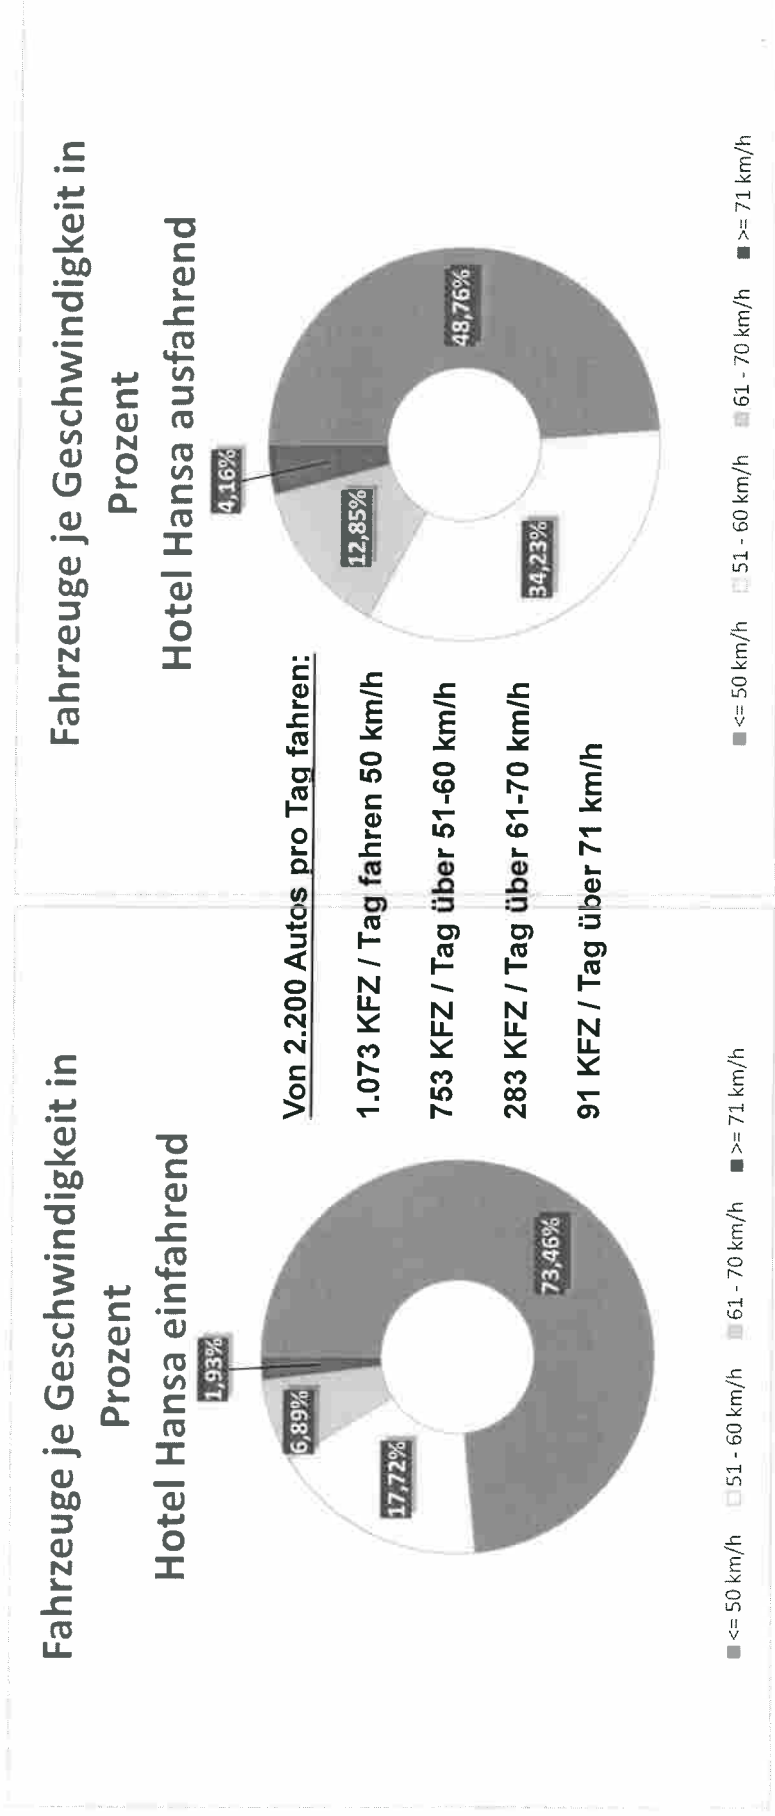 Fahrzeuge je Geschwindigkeit in
Prozent
Hotel Hansa einfahrend
1,93%
6,89%
17,72%
73,46%
<= 50 km/h
51 - 60 km/h
61 - 70 km/h
>= 71 km/h
Von 2.200 Autos pro Tag fahren:
1.073 KFZ / Tag fahren 50 km/h
753 KFZ / Tag über 51-60 km/h
283 KFZ / Tag über 61-70 km/h
91 KFZ / Tag über 71 km/h
Fahrzeuge je Geschwindigkeit in
Prozent
Hotel Hansa ausfahrend
4,16%
12,85%
48,76%
34,23%
<= 50 km/h
51 - 60 km/h
61 - 70 km/h
>= 71 km/h